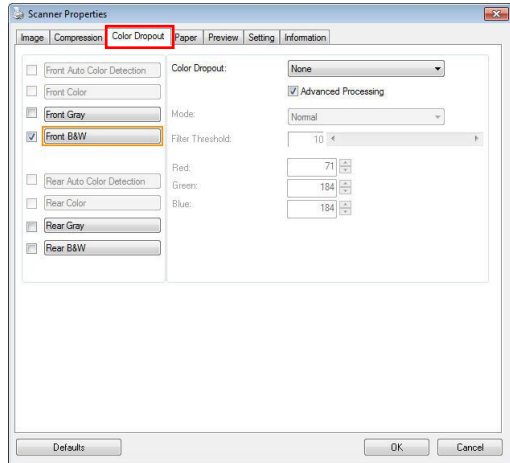 Scanner Properties
Image Compression Color Dropout Paper Preview Setting Information
Front Auto Color Detection
Front Color
Front Gray
Front B&W
Rear Auto Color Detection
Rear Color
Rear Gray
Rear B&W
Color Dropout: None
Advanced Processing
Mode: Normal
Filter Threshold: 10
Red: 71
Green: 184
Blue: 184
Defaults OK Cancel